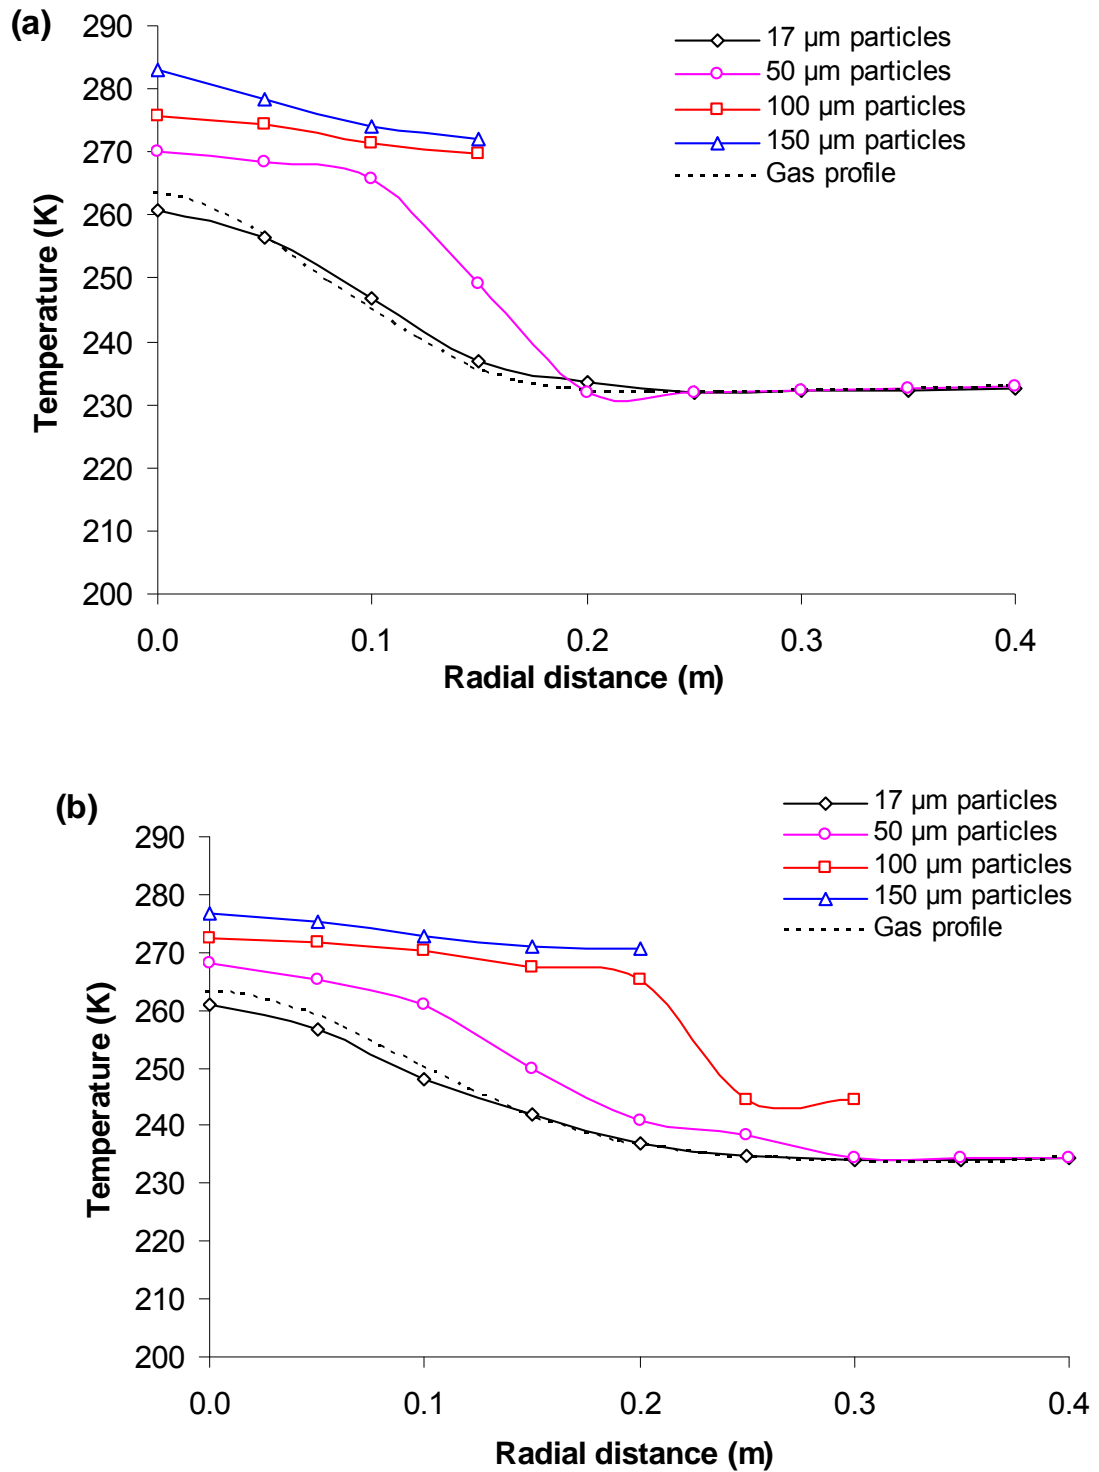 (a)
290
280
270
260
250
240
230
220
210
200
Temperature (K)
0.0 0.1 0.2 0.3 0.4
Radial distance (m)
17 µm particles
50 µm particles
100 µm particles
150 µm particles
Gas profile
(b)
290
280
270
260
250
240
230
220
210
200
Temperature (K)
0.0 0.1 0.2 0.3 0.4
Radial distance (m)
17 µm particles
50 µm particles
100 µm particles
150 µm particles
Gas profile